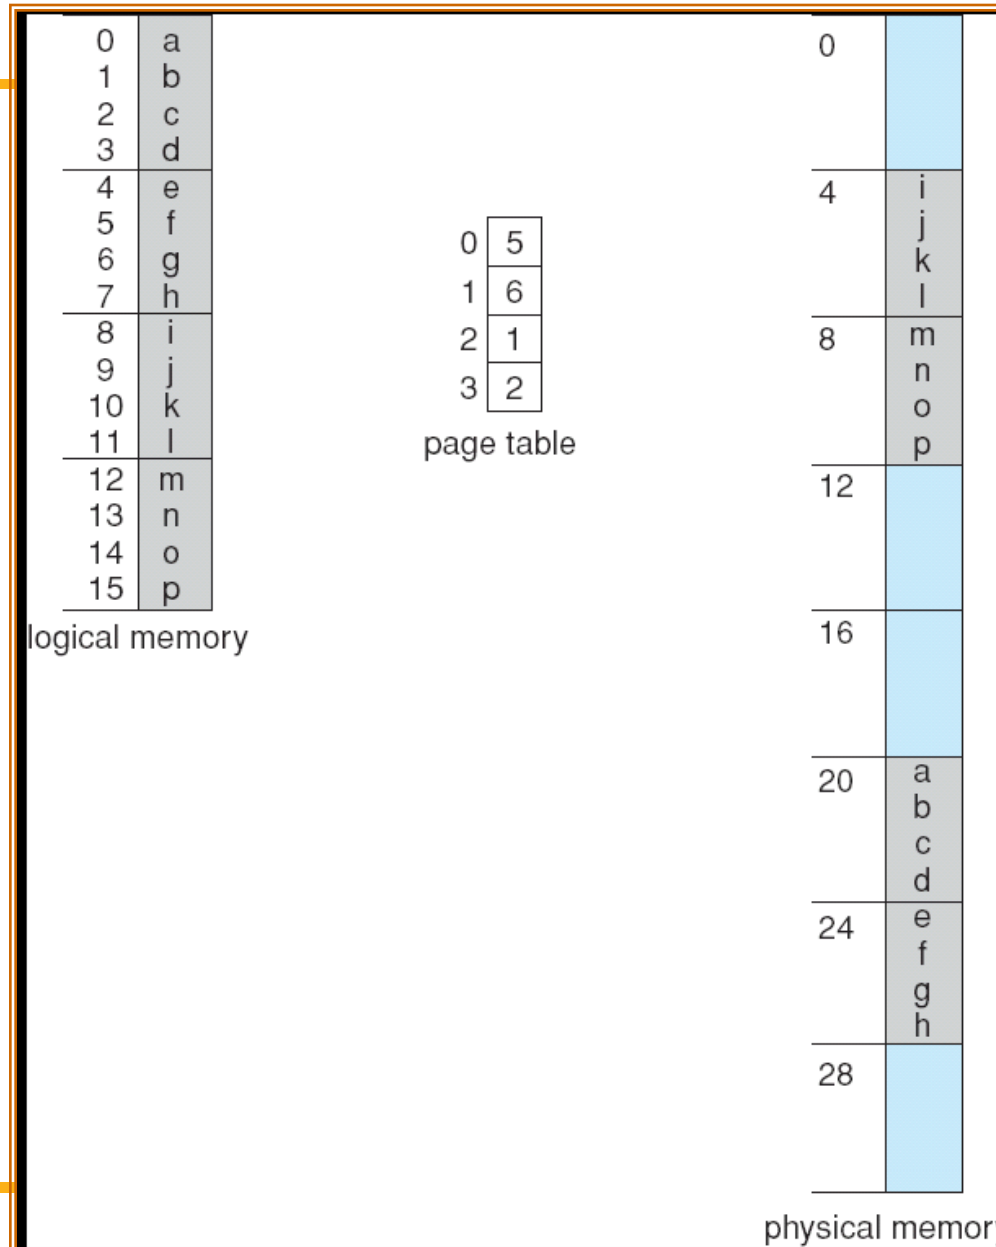 0 a
1 b
2 c
3 d
4 e
5 f
6 g
7 h
8 i
9 j
10 k
11 l
12 m
13 n
14 o
15 p
logical memory
0 5
1 6
2 1
3 2
page table
0
4 i
j
k
l
8 m
n
o
p
12
16
20 a
b
c
d
24 e
f
g
h
28
physical memor